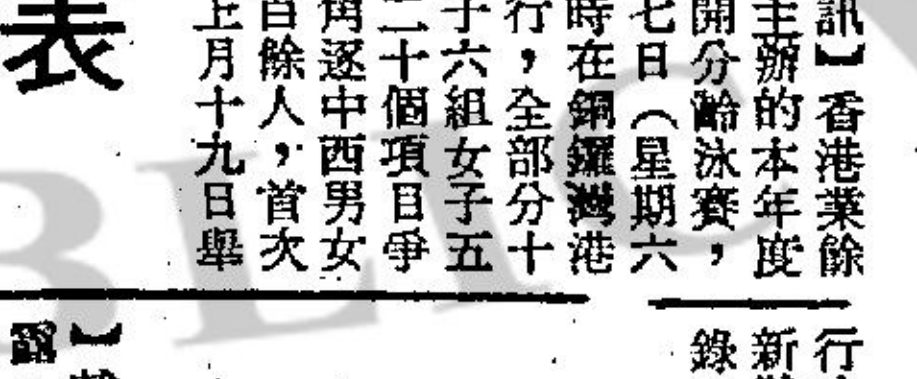 訊】香港業餘
主辦的本年度
開分齡泳賽，
七日（星期六
時在銅鑼灣港
行，全部分十
子六組女子五
二十個項目爭
角逐中西男女
百餘人，首次
上月十九日舉
表
行
新
錄
】